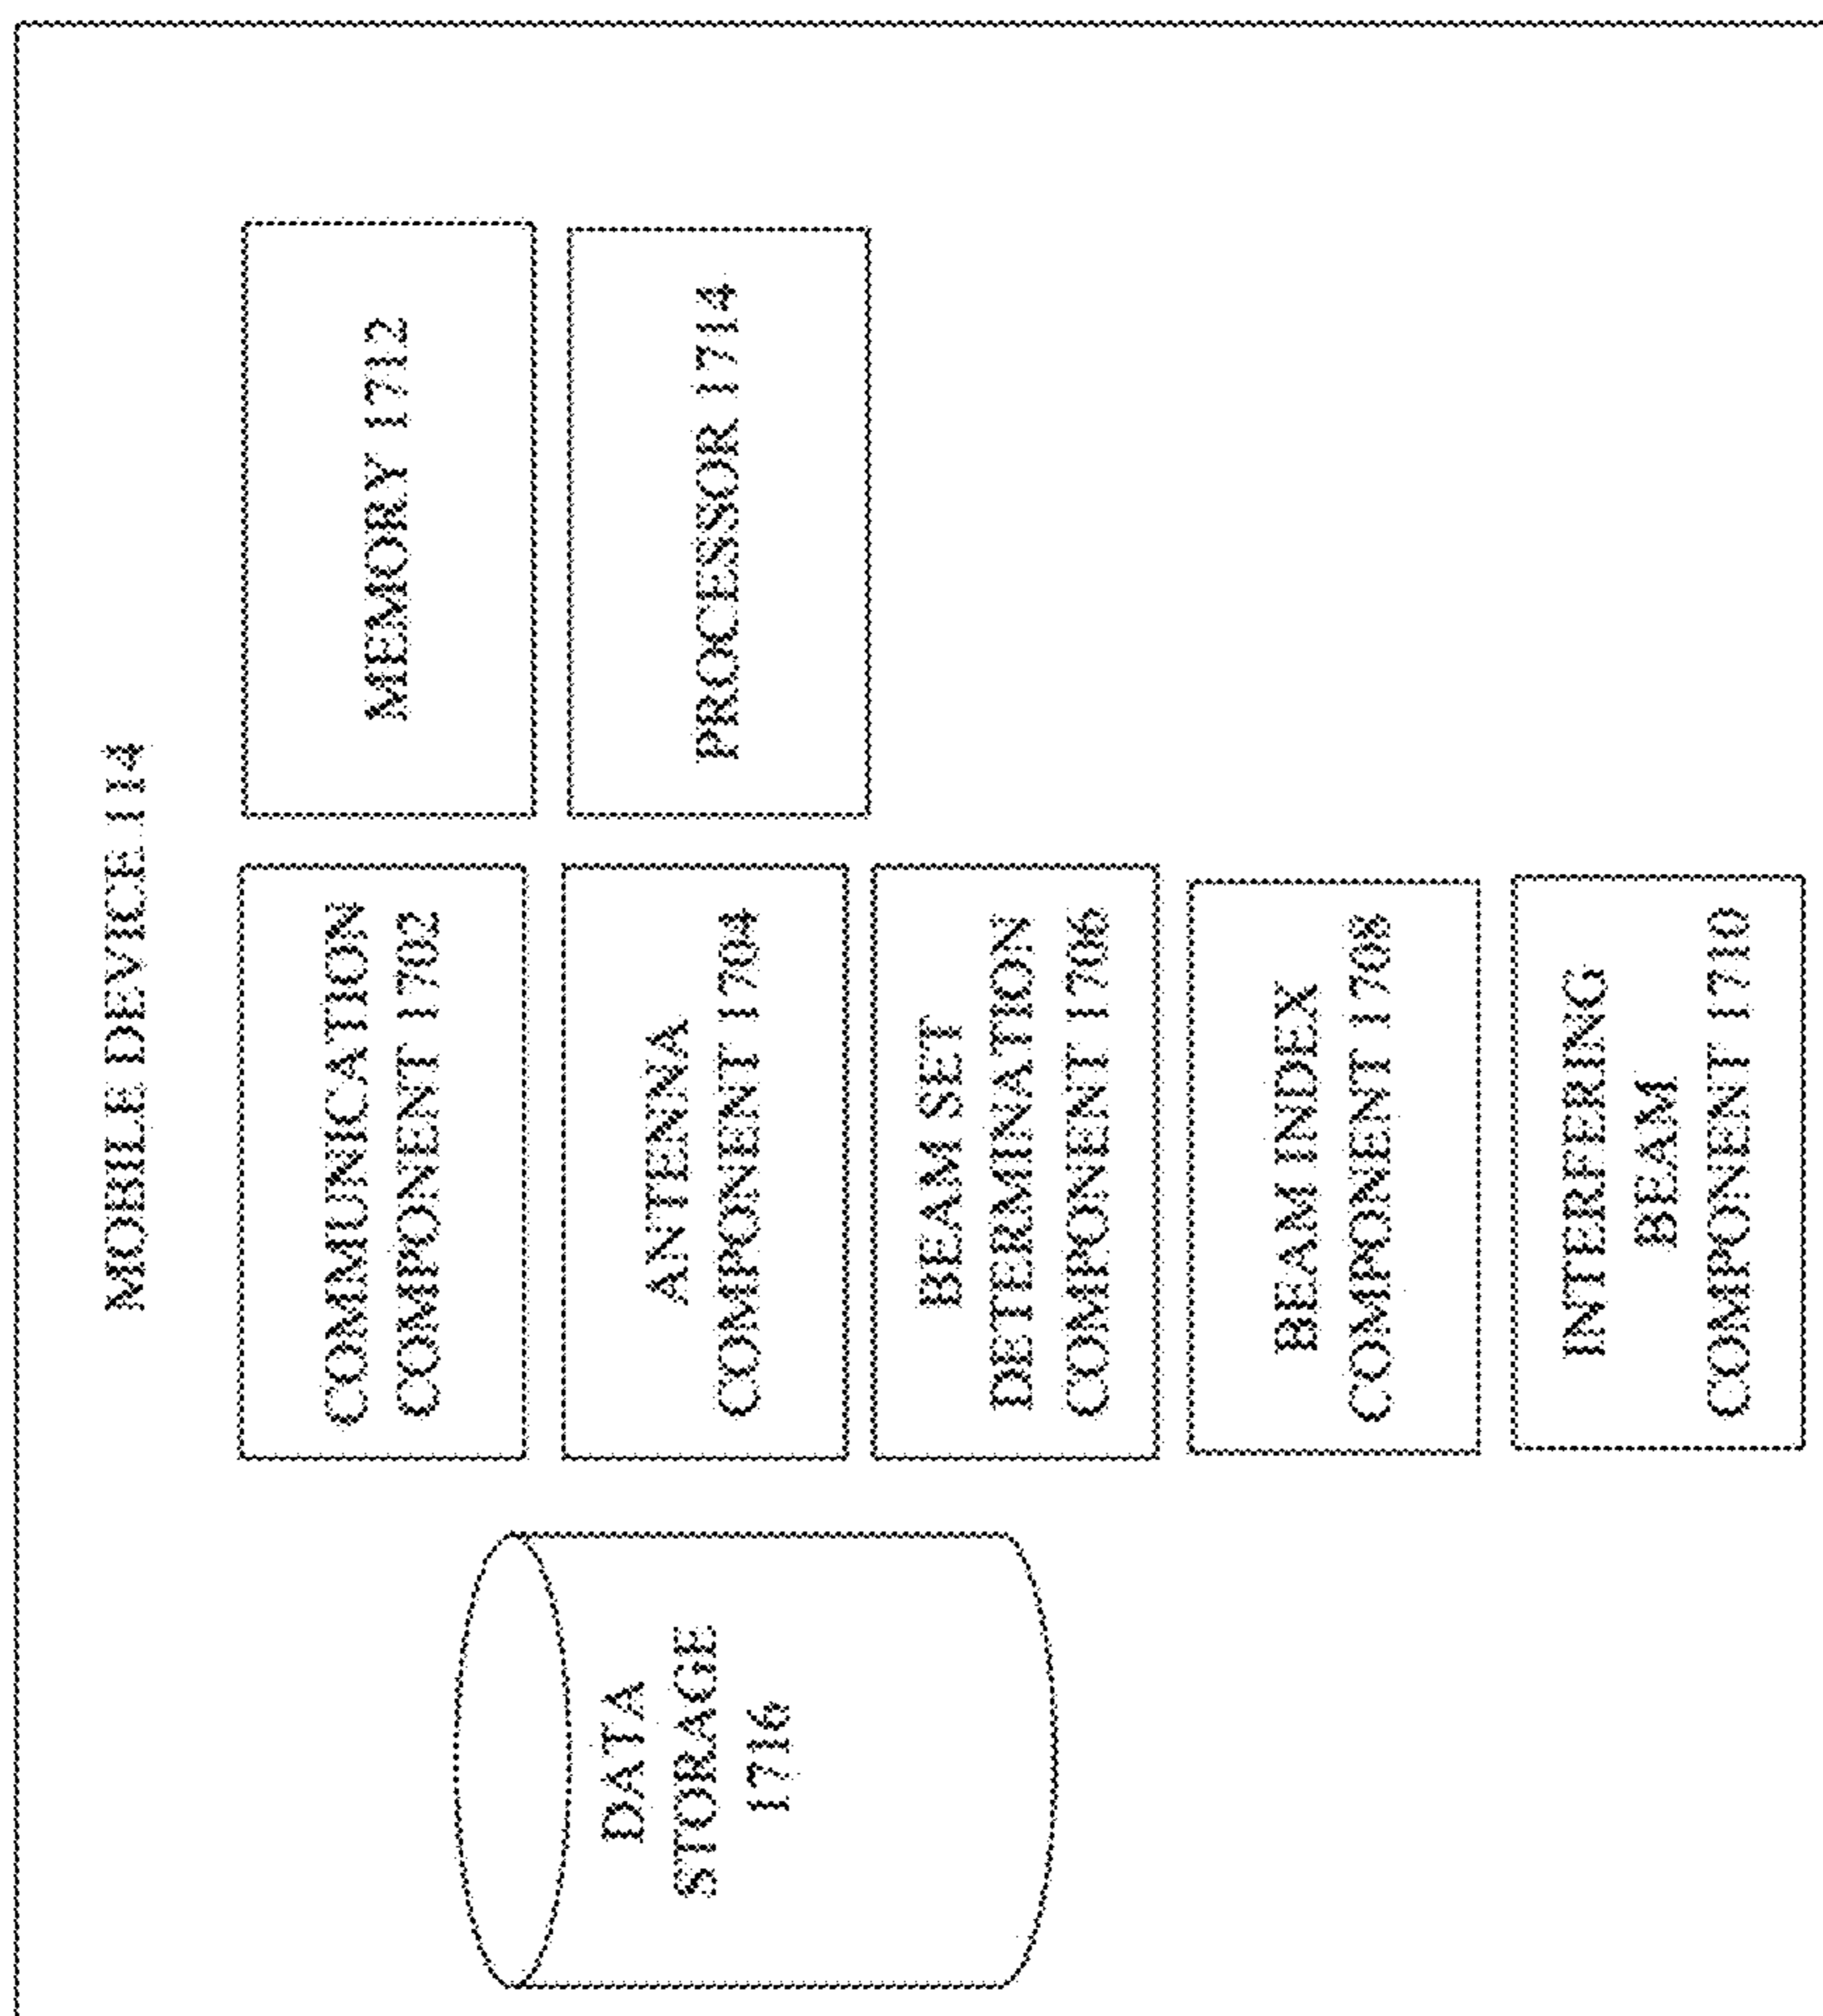 MOBILE DEVICE 114
DATA
STORAGE
1716
COMMUNICATION
COMPONENT 1702
ANTENNA
COMPONENT 1704
BEAM SET
DETERMINATION
COMPONENT 1706
BEAM INDEX
COMPONENT 1708
INTERFERING
BEAM
COMPONENT 1710
MEMORY 1712
PROCESSOR 1714